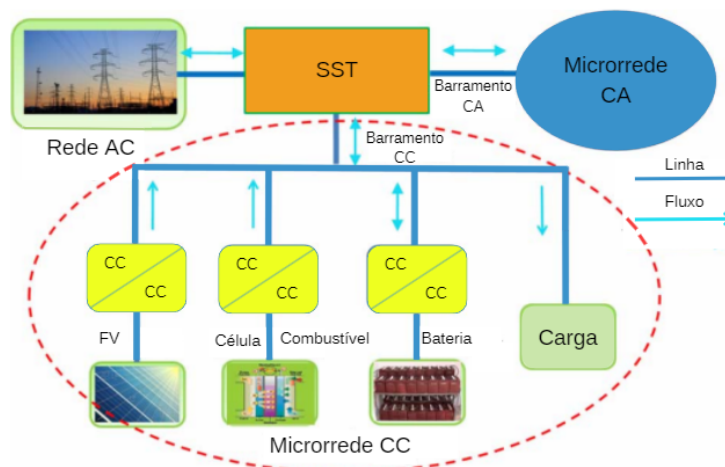 SST
Microrrede
CA
Barramento
CA
Rede AC
Barramento
CC
Linha
Fluxo
CC
CC
CC
CC
CC
CC
FV
Célula
Combustível
Bateria
Carga
Microrrede CC